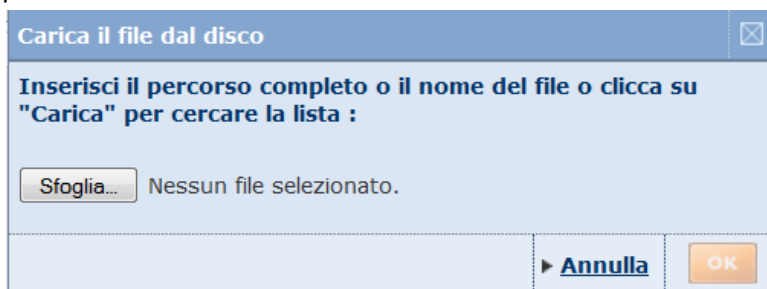 Carica il file dal disco
Inserisci il percorso completo o il nome del file o clicca su
"Carica" per cercare la lista :
Sfoglia... Nessun file selezionato.
Annulla OK